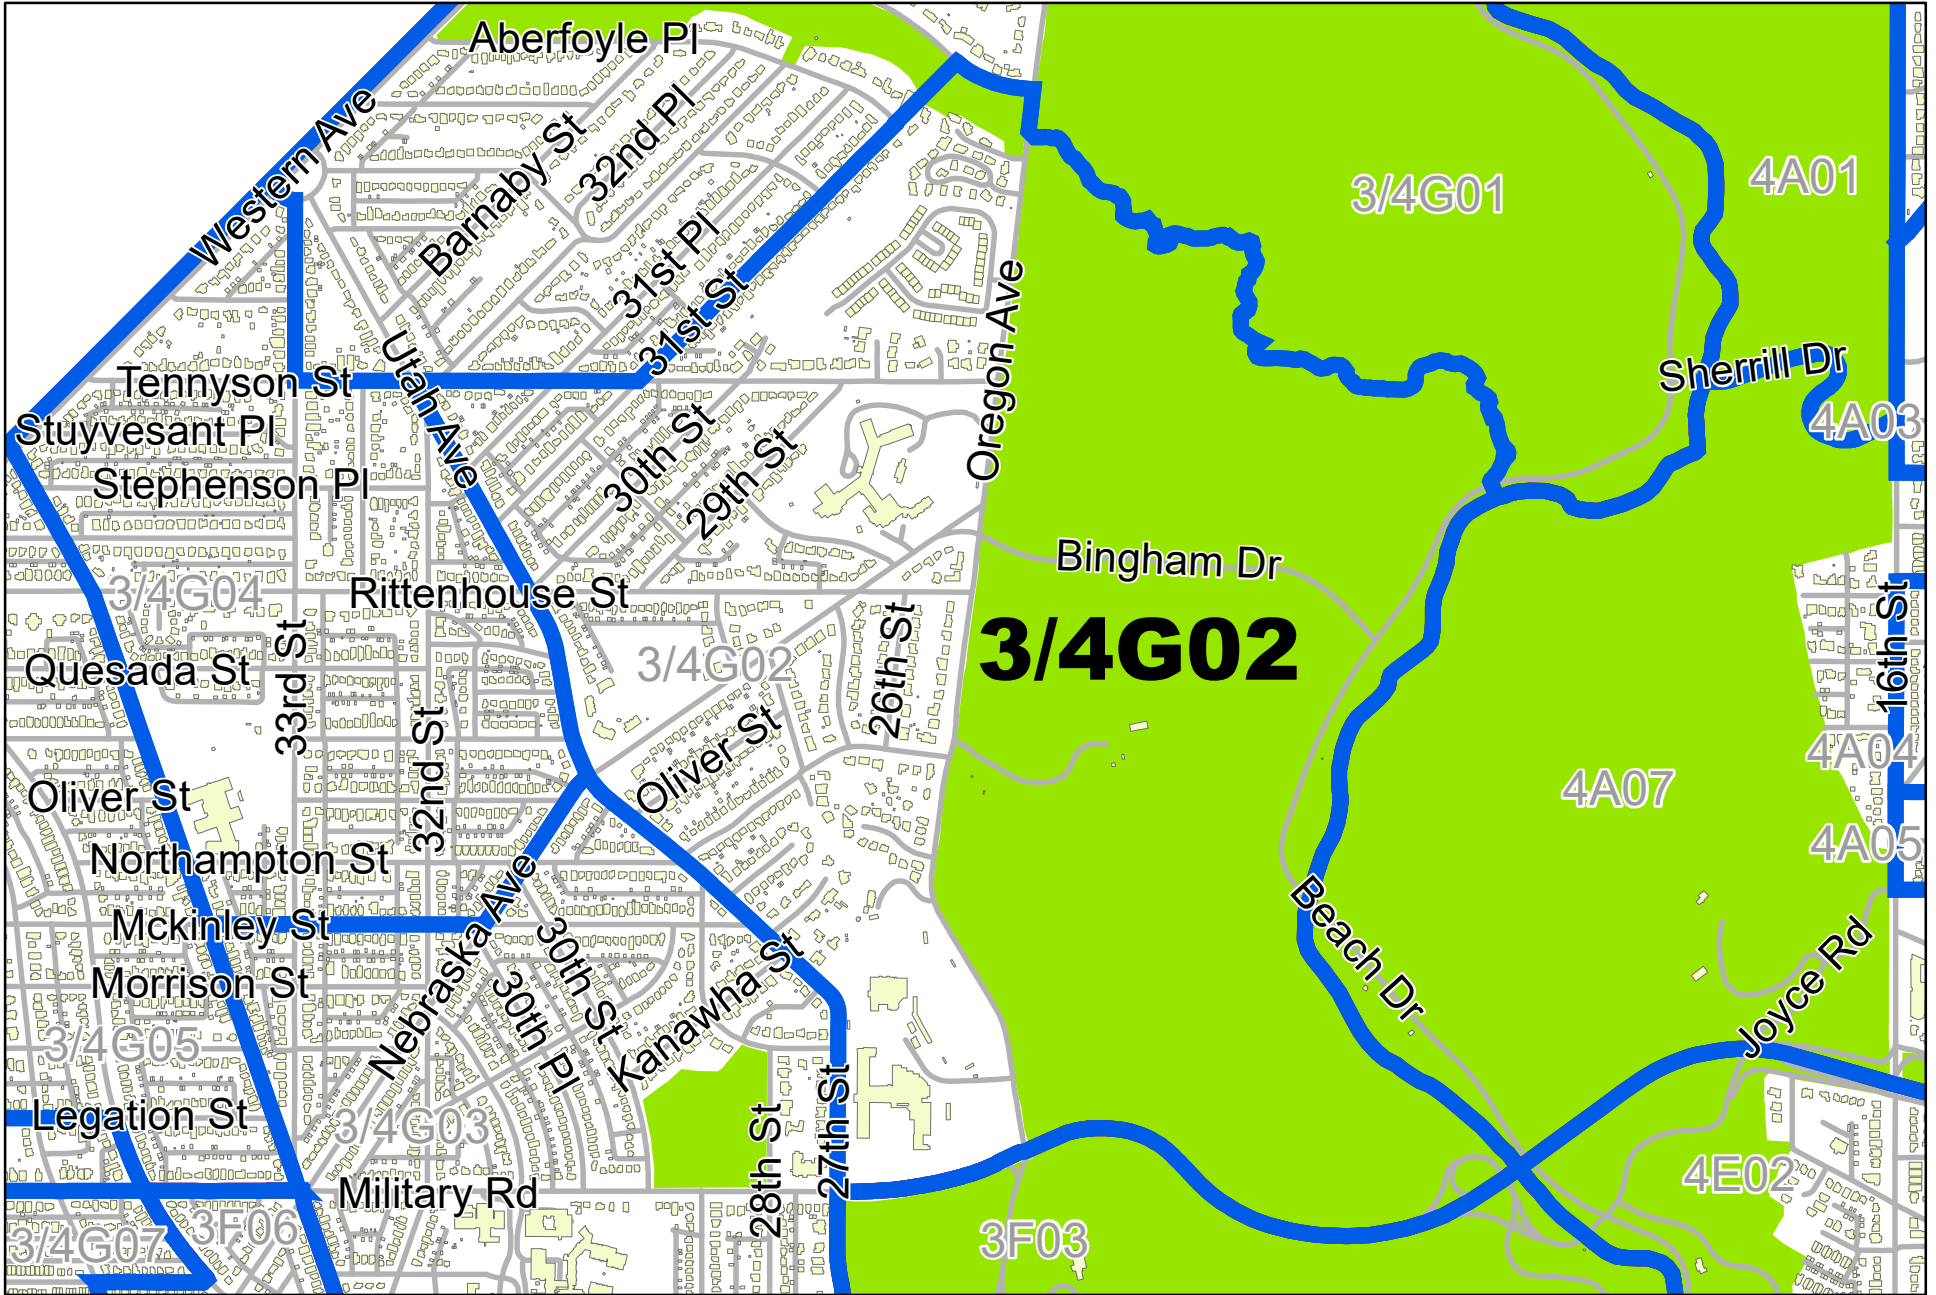 Aberfoyle Pl
Western Ave
Barnaby St
32nd Pl
31st Pl
31st St
3/4G01
4A01
Oregon Ave
Utah Ave
Tennyson St
Sherrill Dr
Stuyvesant Pl
4A03
Stephenson Pl
30th St
29th St
Bingham Dr
3/4G04
Rittenhouse St
26th St
3/4G02
3/4G02
16th St
Quesada St
33rd St
32nd St
Oliver St
4A04
4A07
Oliver St
4A05
Northampton St
Nebraska Ave
Mckinley St
30th St
Kanawha St
Beach Dr
Joyce Rd
Morrison St
30th Pl
3/4G05
Legation St
3/4G03
28th St
27th St
4E02
Military Rd
3/4G07
3F06
3F03